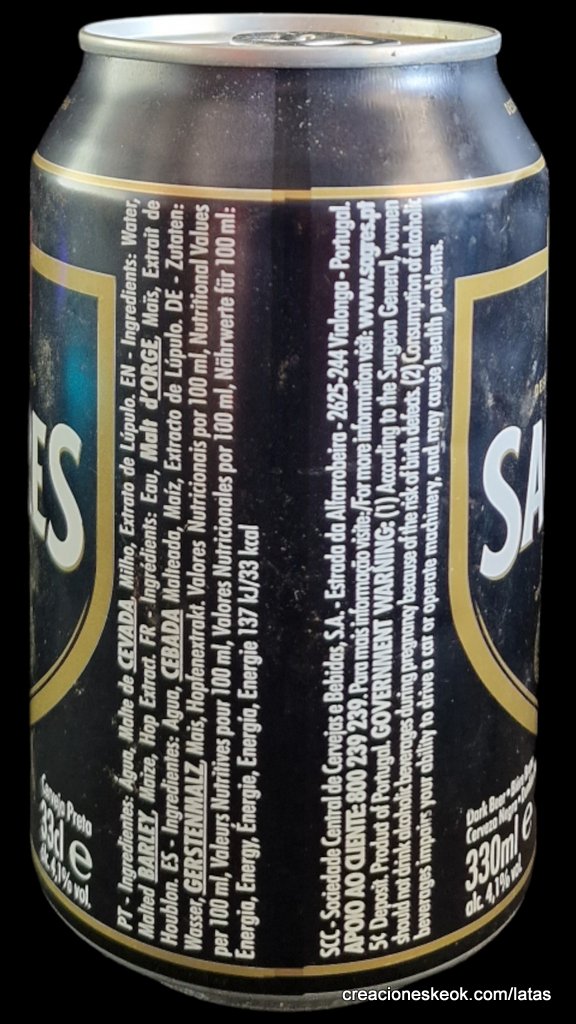 ES
Cerveja Preta
33cl e
Alc. 4,1% vol.
PT - Ingredientes: Água, Malte de CEVADA, Milho, Extrato de Lúpulo. EN - Ingredients: Water,
Malted BARLEY, Maize, Hop Extract. FR - Ingrédients: Eau, Malt d'ORGE, Maïs, Extrait de
Houblon. ES - Ingredientes: Agua, CEBADA Malteada, Maíz, Extracto de Lúpulo. DE - Zutaten:
Wasser, GERSTENMALZ, Mais, Hopfenextrakt. Valores Nutricionais por 100 ml, Nutritional Values
per 100 ml, Valeurs Nutritives pour 100 ml, Valores Nutricionales por 100 ml, Nährwerte für 100 ml:
Energia, Energy, Énergie, Energía, Energie 137 kJ/33 kcal
SCC - Sociedade Central de Cervejas e Bebidas, S.A. - Estrada da Alfarrobeira - 2625-244 Vialonga - Portugal.
APOIO AO CLIENTE:800 239 239. Para mais informação visite:/For more information visit: www.sagres.pt
5¢ Deposit. Product of Portugal. GOVERNMENT WARNING: (1) According to the Surgeon General, women
should not drink alcoholic beverages during pregnancy because of the risk of birth defects. (2) Consumption of alcoholic
beverages impairs your ability to drive a car or operate machinery, and may cause health problems.
SA
Dark Beer • Bière
Cerveza Negra •
330ml e
alc. 4,1% vol.
creacioneskeok.com/latas